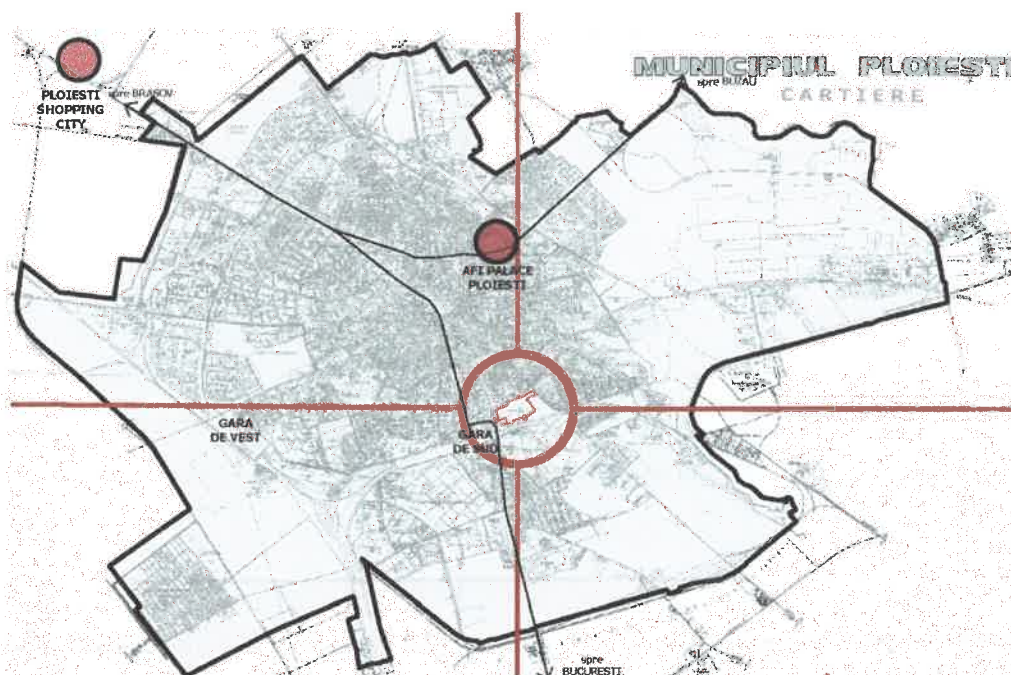 MUNICIPIUL PLOIESTI
CARTIERE
PLOIESTI
SHOPPING
CITY
spre BRASOV
spre BUZAU
AFI PALACE
PLOIESTI
GARA
DE VEST
GARA
DE SUD
spre
BUCURESTI